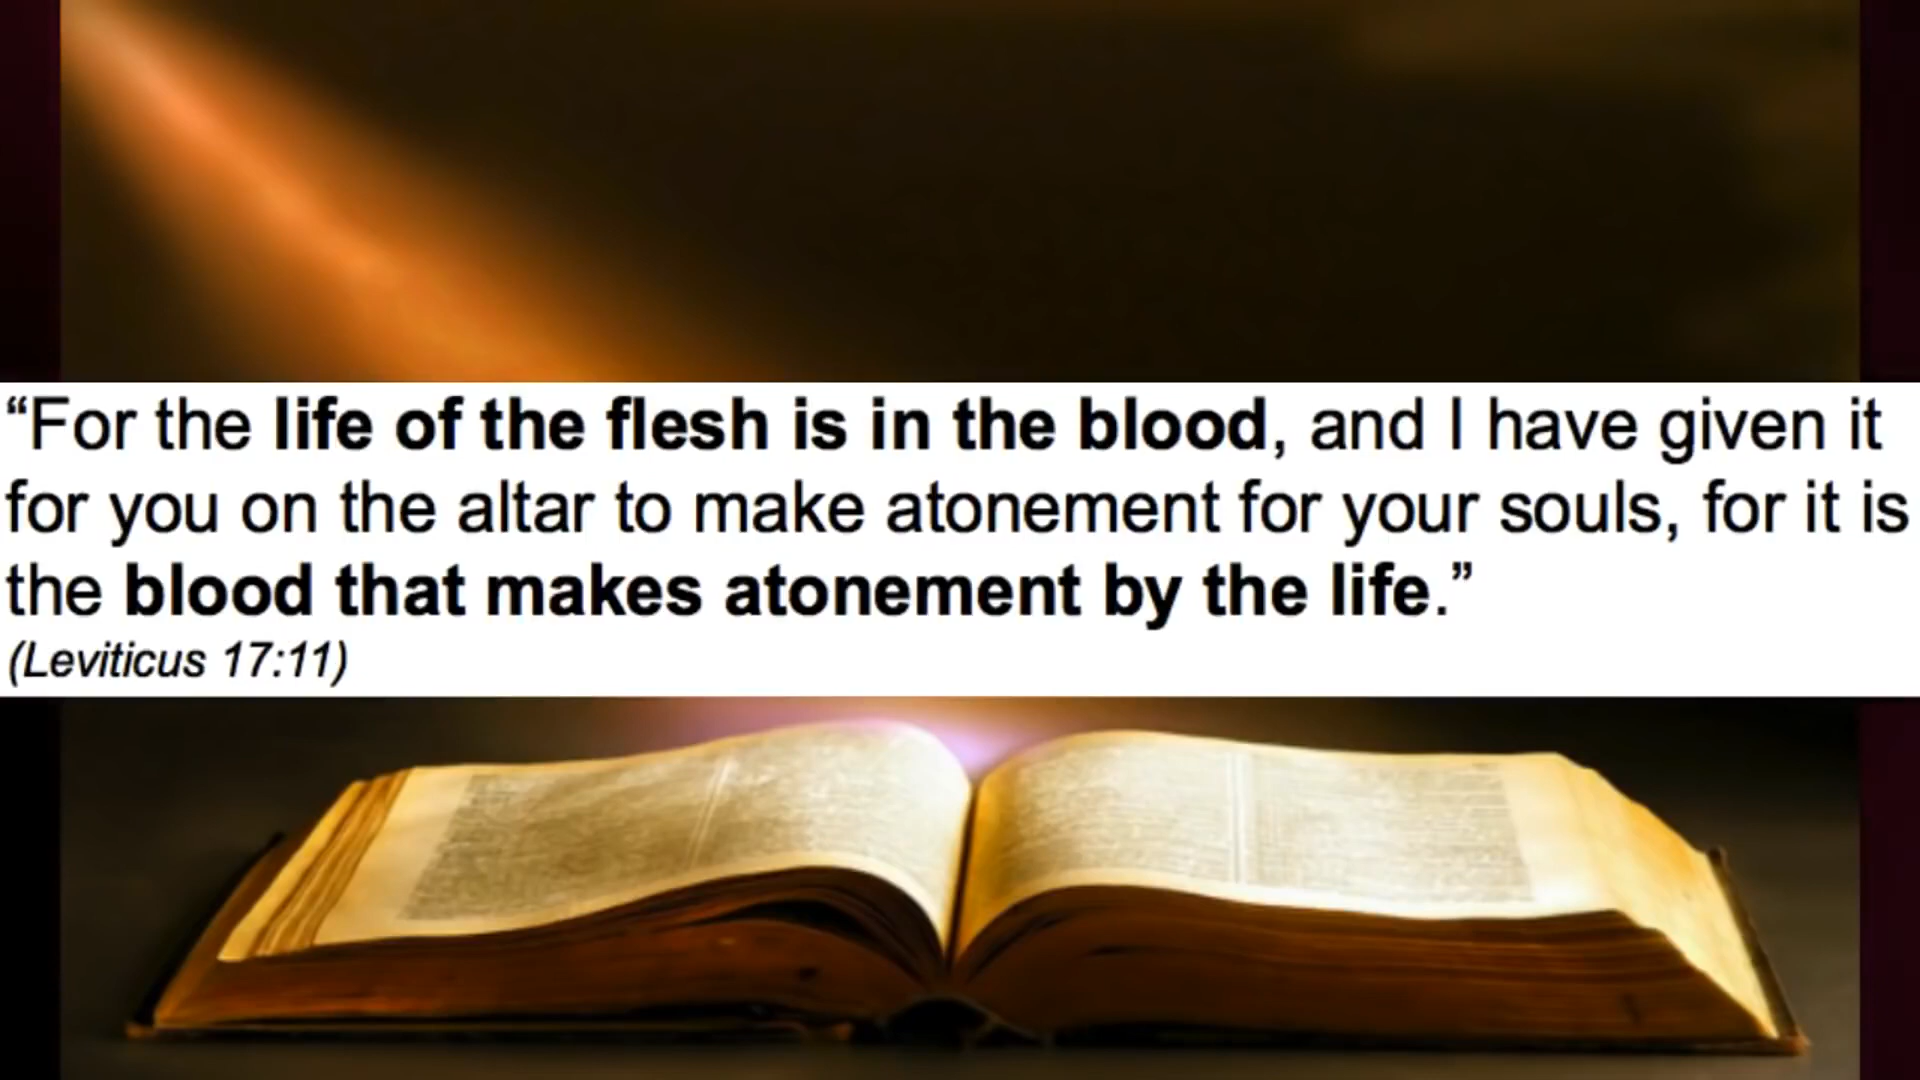 “For the life of the flesh is in the blood, and I have given it
for you on the altar to make atonement for your souls, for it is
the blood that makes atonement by the life.”
(Leviticus 17:11)